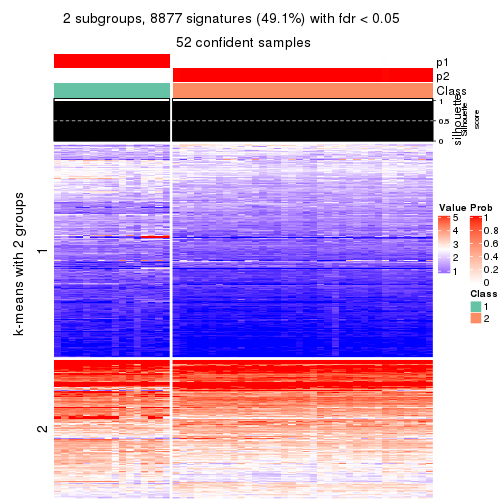 2 subgroups, 8877 signatures (49.1%) with fdr < 0.05
52 confident samples
p1
p2
Class
1
0.5
0
silhouette
Silhouette
score
k-means with 2 groups
1
2
Value
5
4
3
2
1
Prob
1
0.8
0.6
0.4
0.2
0
Class
1
2